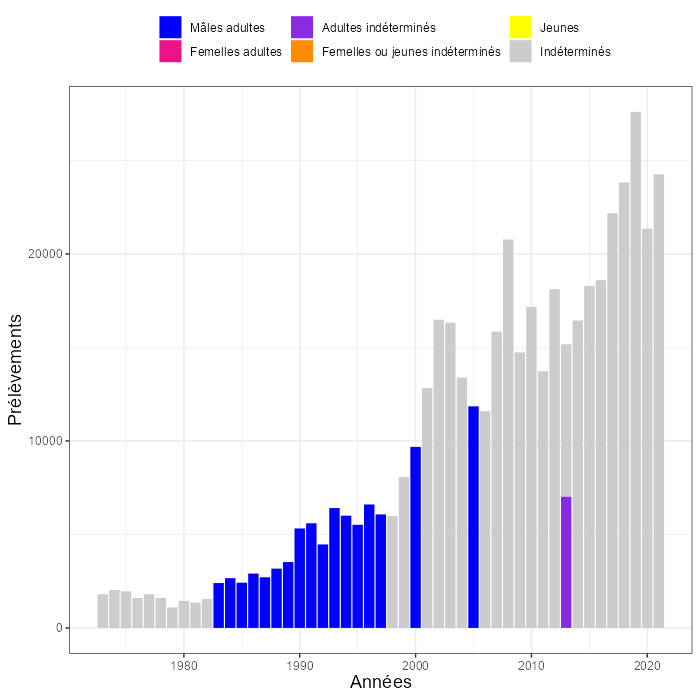 Mâles adultes
Adultes indéterminés
Jeunes
Femelles adultes
Femelles ou jeunes indéterminés
Indéterminés
Prélèvements
20000
10000
0
1980
1990
2000
2010
2020
Années